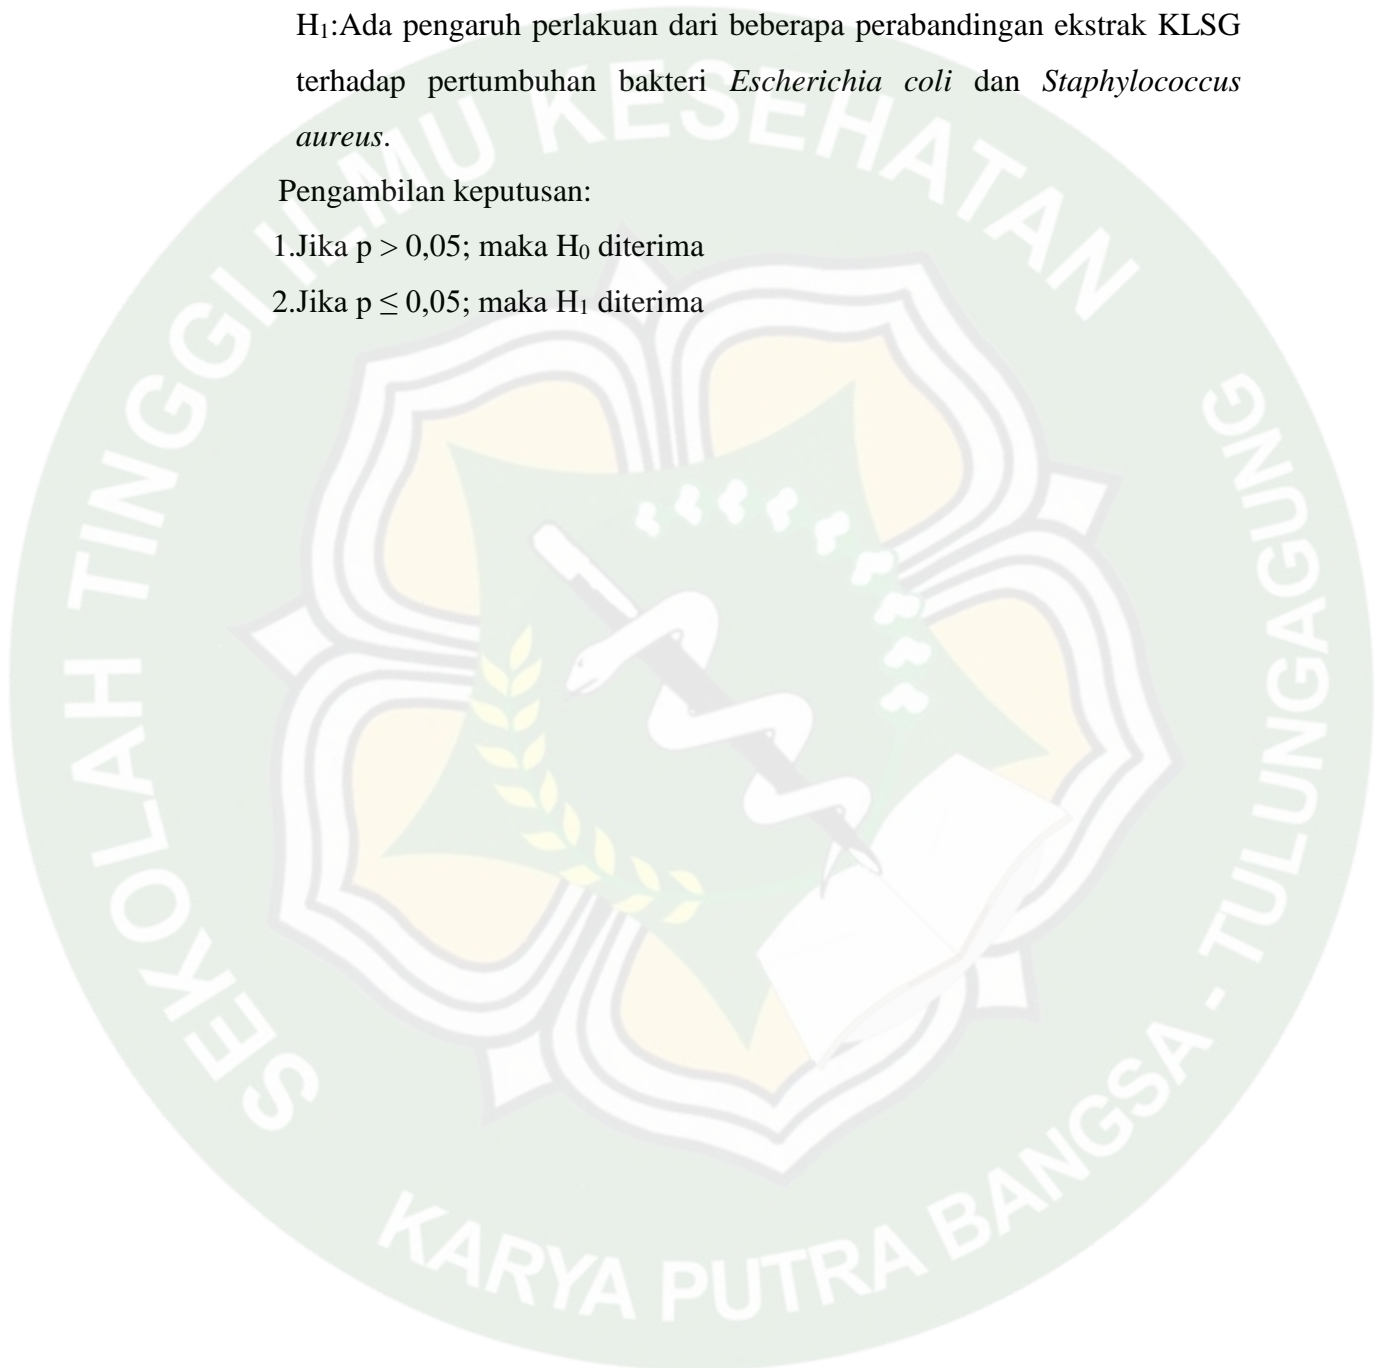 H₁:Ada pengaruh perlakuan dari beberapa perabandingan ekstrak KLSG
terhadap pertumbuhan bakteri Escherichia coli dan Staphylococcus
aureus.
Pengambilan keputusan:
1.Jika p > 0,05; maka H₀ diterima
2.Jika p ≤ 0,05; maka H₁ diterima
SEKOLAH TINGGI ILMU KESEHATAN
KARYA PUTRA BANGSA - TULUNGAGUNG